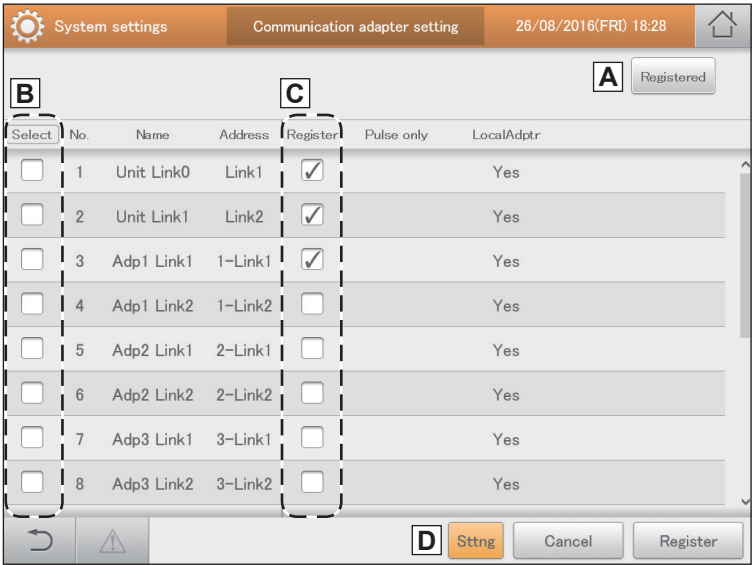 System settings Communication adapter setting 26/08/2016(FRI) 18:28
A Registered
B C
Select No. Name Address Register Pulse only LocalAdptr
1 Unit Link0 Link1 Yes
2 Unit Link1 Link2 Yes
3 Adp1 Link1 1-Link1 Yes
4 Adp1 Link2 1-Link2 Yes
5 Adp2 Link1 2-Link1 Yes
6 Adp2 Link2 2-Link2 Yes
7 Adp3 Link1 3-Link1 Yes
8 Adp3 Link2 3-Link2 Yes
D Sttng Cancel Register